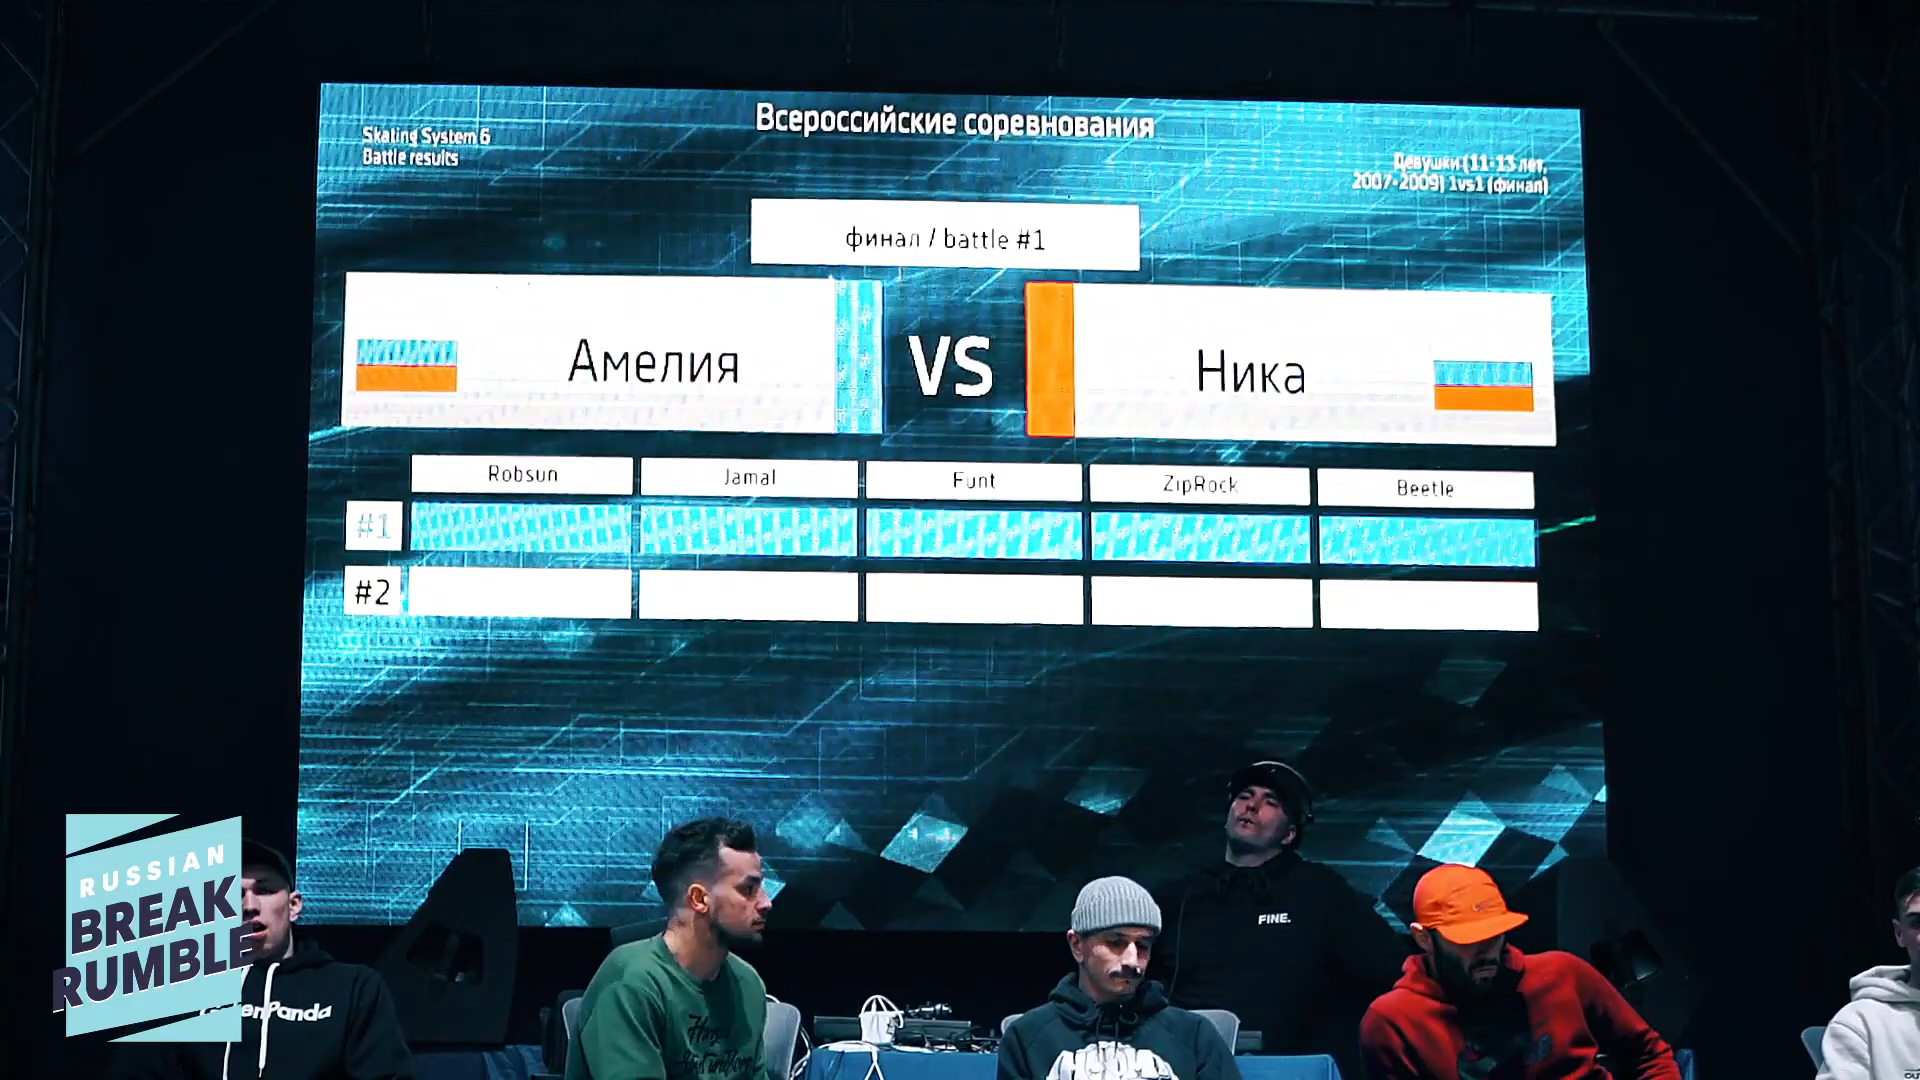 Всероссийские соревнования
Skating System 6
Battle results
Девушки (11-13 лет,
2007-2009) 1vs1 (финал)
финал / battle #1
Амелия
VS
Ника
Robsun
Jamal
Funt
ZipRock
Beetle
#1
#2
FINE.
RUSSIAN
BREAK
RUMBLE